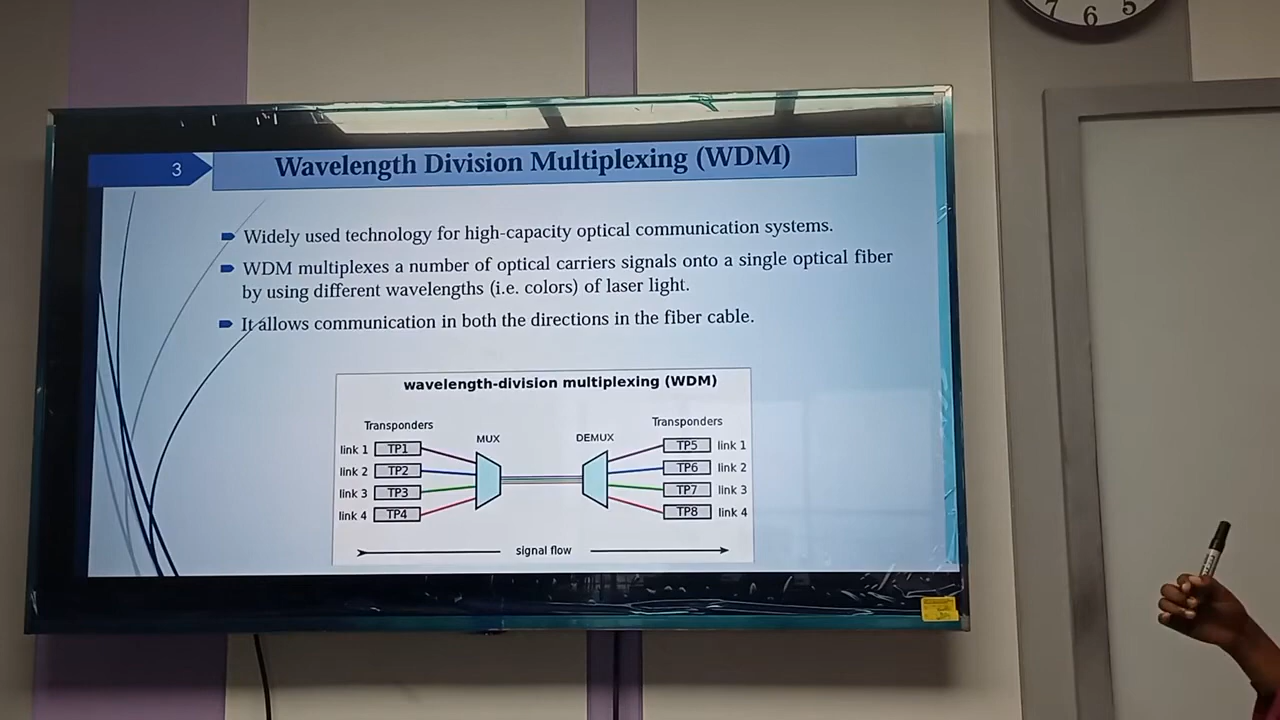 7 6 5
3
Wavelength Division Multiplexing (WDM)
Widely used technology for high-capacity optical communication systems.
WDM multiplexes a number of optical carriers signals onto a single optical fiber
by using different wavelengths (i.e. colors) of laser light.
It allows communication in both the directions in the fiber cable.
wavelength-division multiplexing (WDM)
Transponders
Transponders
MUX
DEMUX
link 1 TP1
TP5 link 1
link 2 TP2
TP6 link 2
link 3 TP3
TP7 link 3
link 4 TP4
TP8 link 4
signal flow